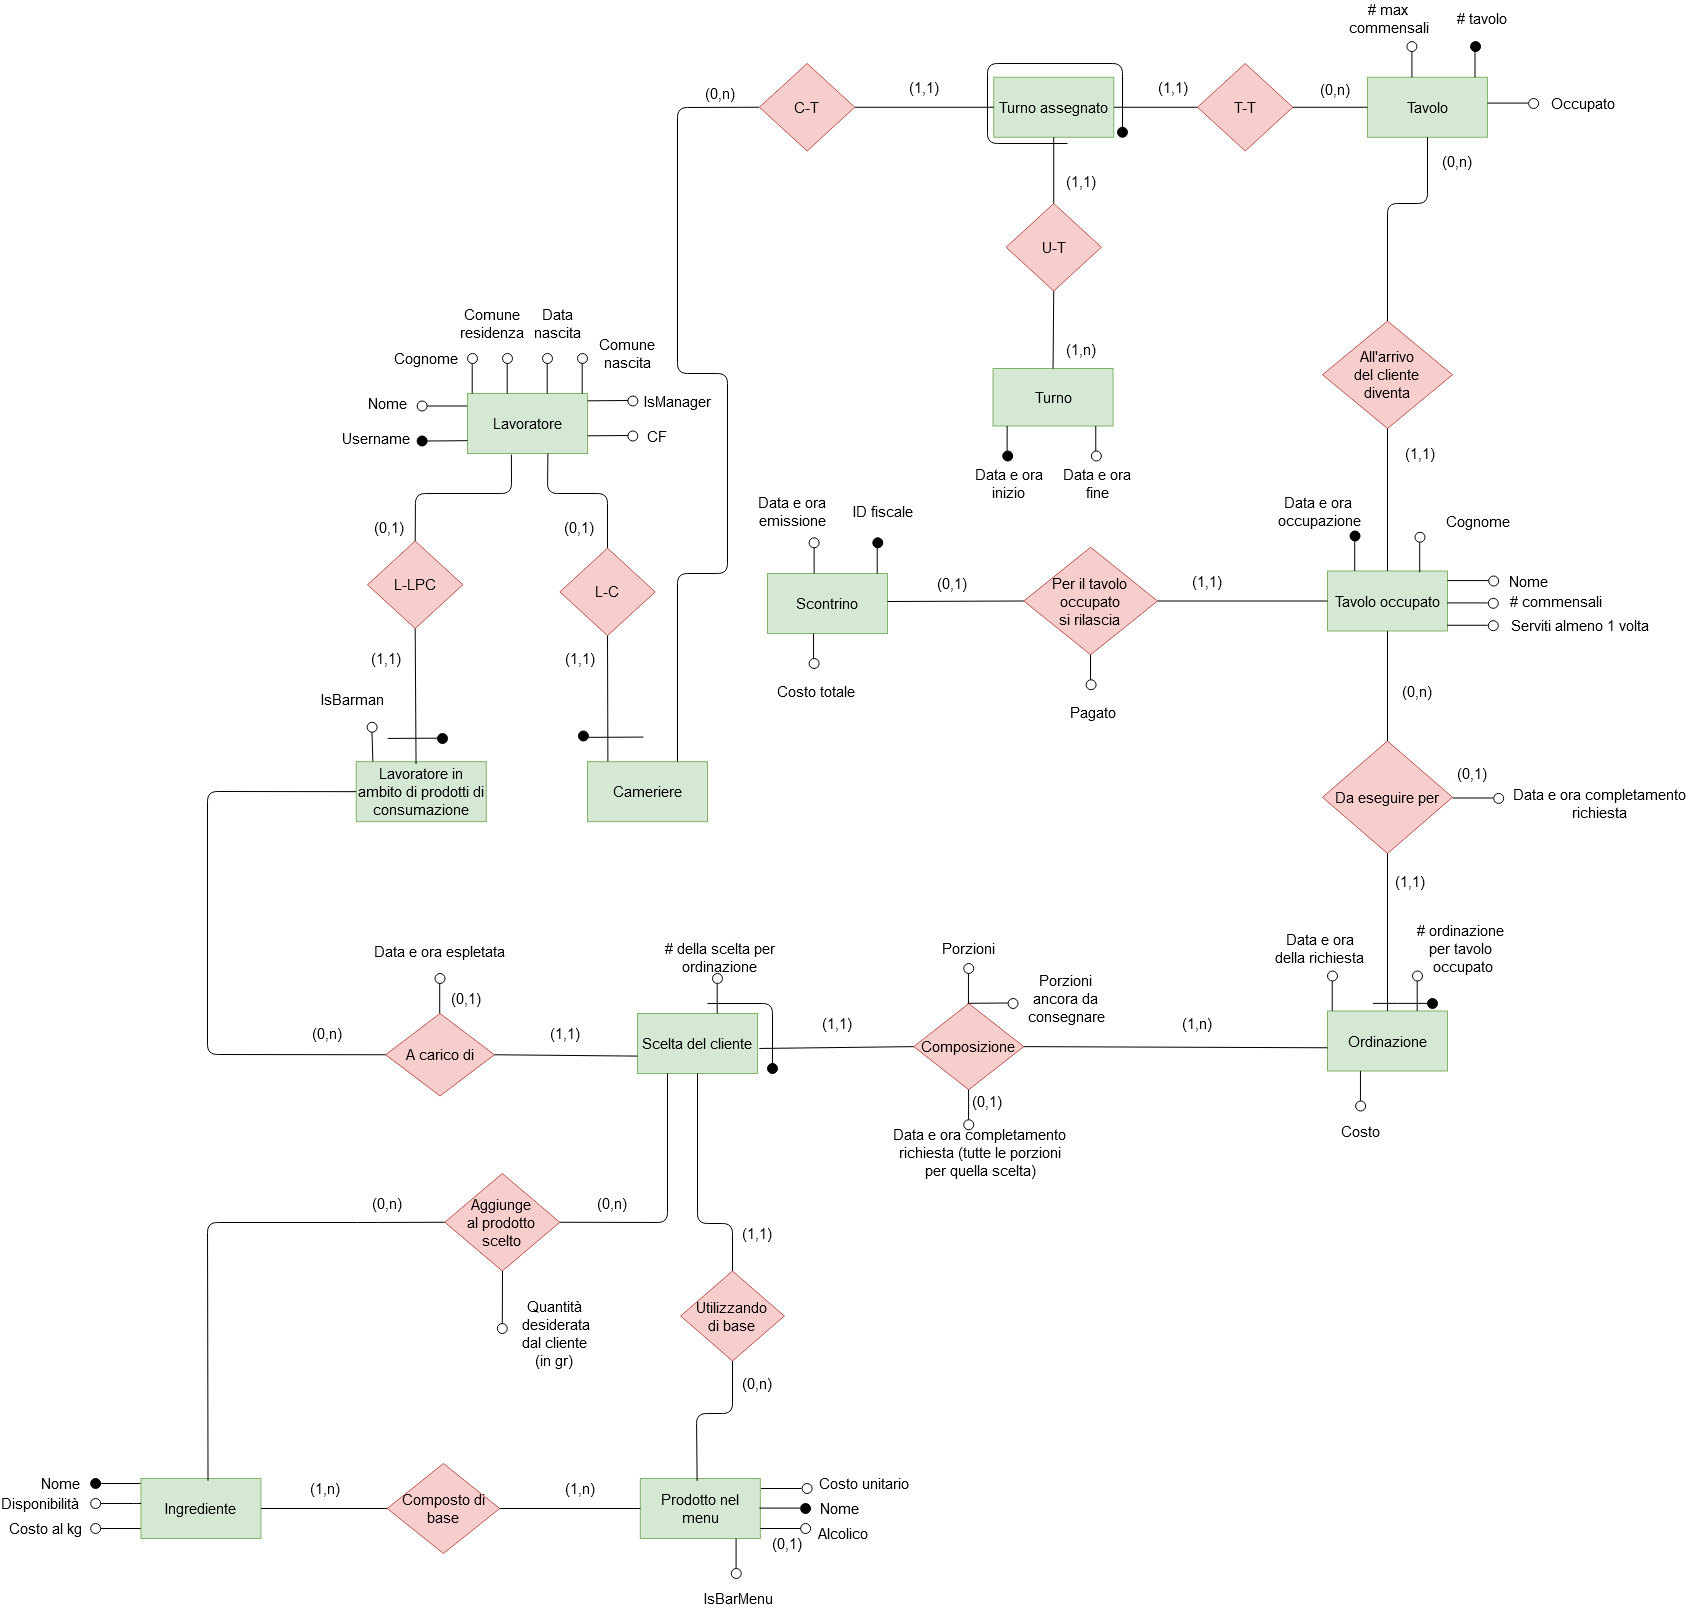 # max
commensali
# tavolo
(0,n)
C-T
(1,1)
Turno assegnato
(1,1)
T-T
(0,n)
Tavolo
Occupato
(0,n)
(1,1)
U-T
(1,n)
Turno
Data e ora
inizio
Data e ora
fine
All'arrivo
del cliente
diventa
(1,1)
Comune
residenza
Data
nascita
Comune
nascita
Cognome
Nome
Username
Lavoratore
IsManager
CF
(0,1)
(0,1)
L-LPC
L-C
(1,1)
(1,1)
IsBarman
Lavoratore in
ambito di prodotti di
consumazione
Cameriere
Data e ora
emissione
ID fiscale
Scontrino
Costo totale
(0,1)
Per il tavolo
occupato
si rilascia
Pagato
(1,1)
Data e ora
occupazione
Cognome
Tavolo occupato
Nome
# commensali
Serviti almeno 1 volta
(0,n)
Da eseguire per
(0,1)
Data e ora completamento
richiesta
(1,1)
Data e ora
della richiesta
# ordinazione
per tavolo
occupato
Ordinazione
Costo
Data e ora espletata
(0,1)
(0,n)
A carico di
(1,1)
# della scelta per
ordinazione
Scelta del cliente
(1,1)
Porzioni
Porzioni
ancora da
consegnare
Composizione
(1,n)
(0,1)
Data e ora completamento
richiesta (tutte le porzioni
per quella scelta)
(0,n)
Aggiunge
al prodotto
scelto
(0,n)
Quantità
desiderata
dal cliente
(in gr)
(1,1)
Utilizzando
di base
(0,n)
Nome
Disponibilità
Costo al kg
Ingrediente
(1,n)
Composto di
base
(1,n)
Prodotto nel
menu
Costo unitario
Nome
Alcolico
(0,1)
IsBarMenu